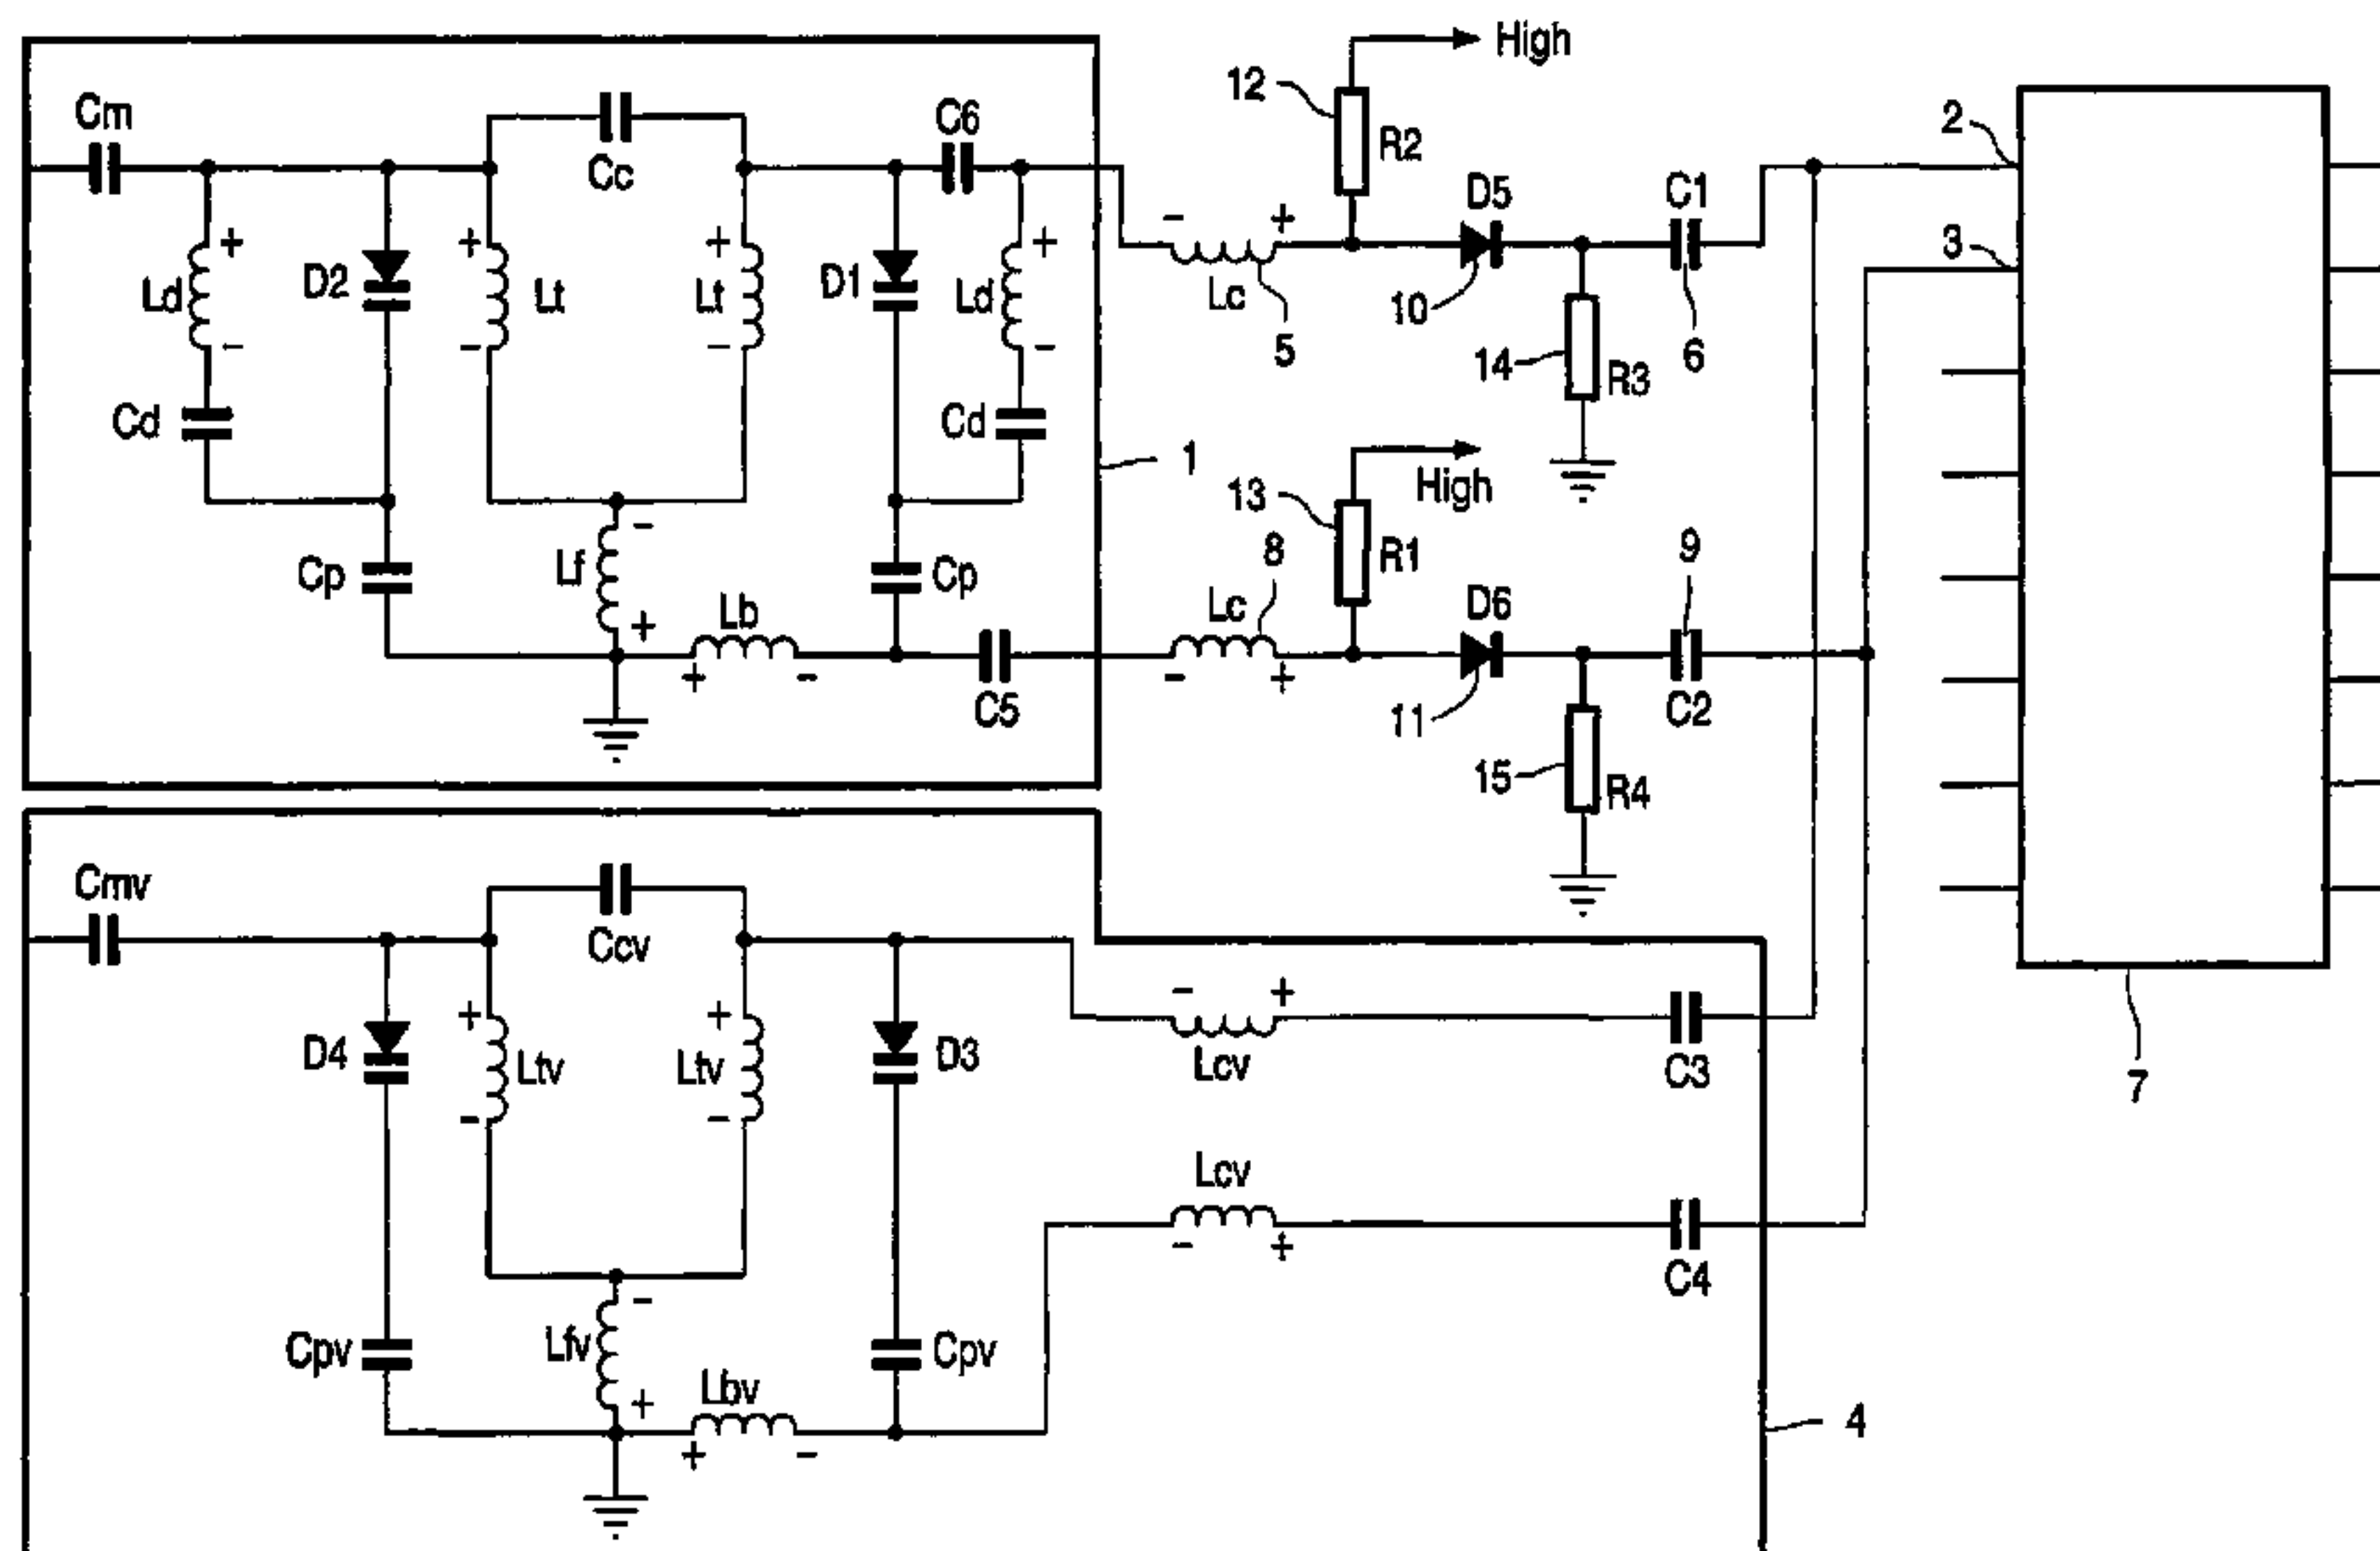 High
12
R2
2
Cm
Cc
C6
D5
C1
3
Ld
D2
Lt
Lt
D1
Ld
Lc
10
5
6
14
R3
Cd
Cd
1
High
13
R1
8
9
Cp
Lf
Cp
Lb
Lc
D6
C5
11
C2
15
R4
Cmv
Ccv
D4
Ltv
Ltv
D3
Lcv
C3
7
Lcv
C4
Cpv
Lfv
Cpv
Lbv
4